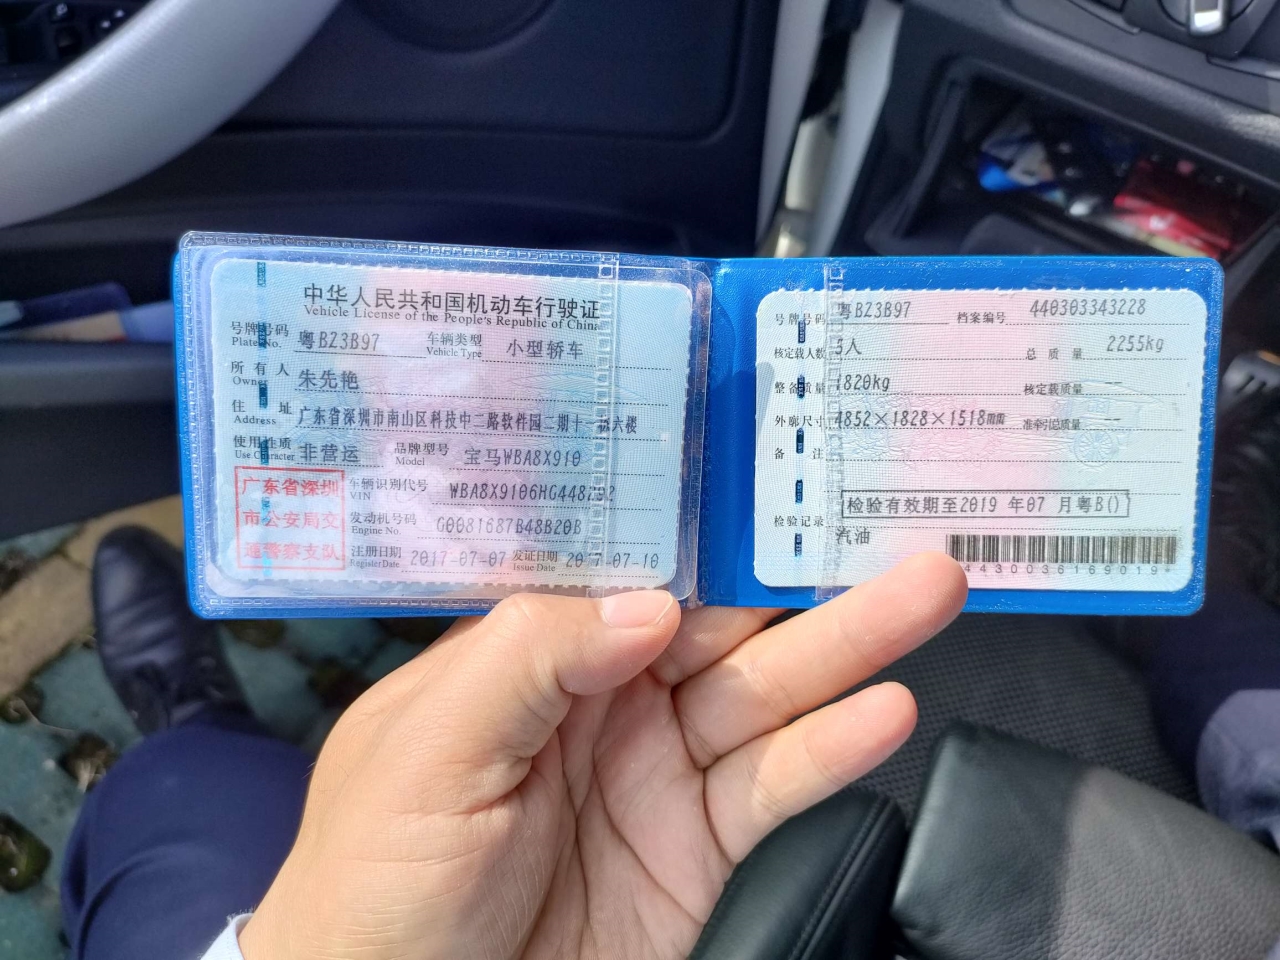 中华人民共和国机动车行驶证
Vehicle License of the People's Republic of China
号牌号码 粤BZ3B97 车辆类型 小型轿车
Plate No. Vehicle Type
所有人 朱先艳
Owner
住址 广东省深圳市南山区科技中二路软件园二期十一栋六楼
Address
使用性质 非营运 品牌型号 宝马WBA8X910
Use Character Model
广东省深圳
市公安局交
通警察支队
车辆识别代号
VIN
发动机号码 G0081687B48B20B
Engine No.
注册日期 2017-07-07 发证日期 2017-07-10
Register Date Issue Date
号牌号码 粤BZ3B97 档案编号 440303343228
核定载人数 5人 总质量 2255kg
整备质量 1820kg 核定载质量 --
外廓尺寸 4852×1828×1518mm 准牵引总质量 --
备注
检验记录 检验有效期至2019 年07 月粤B()
汽油